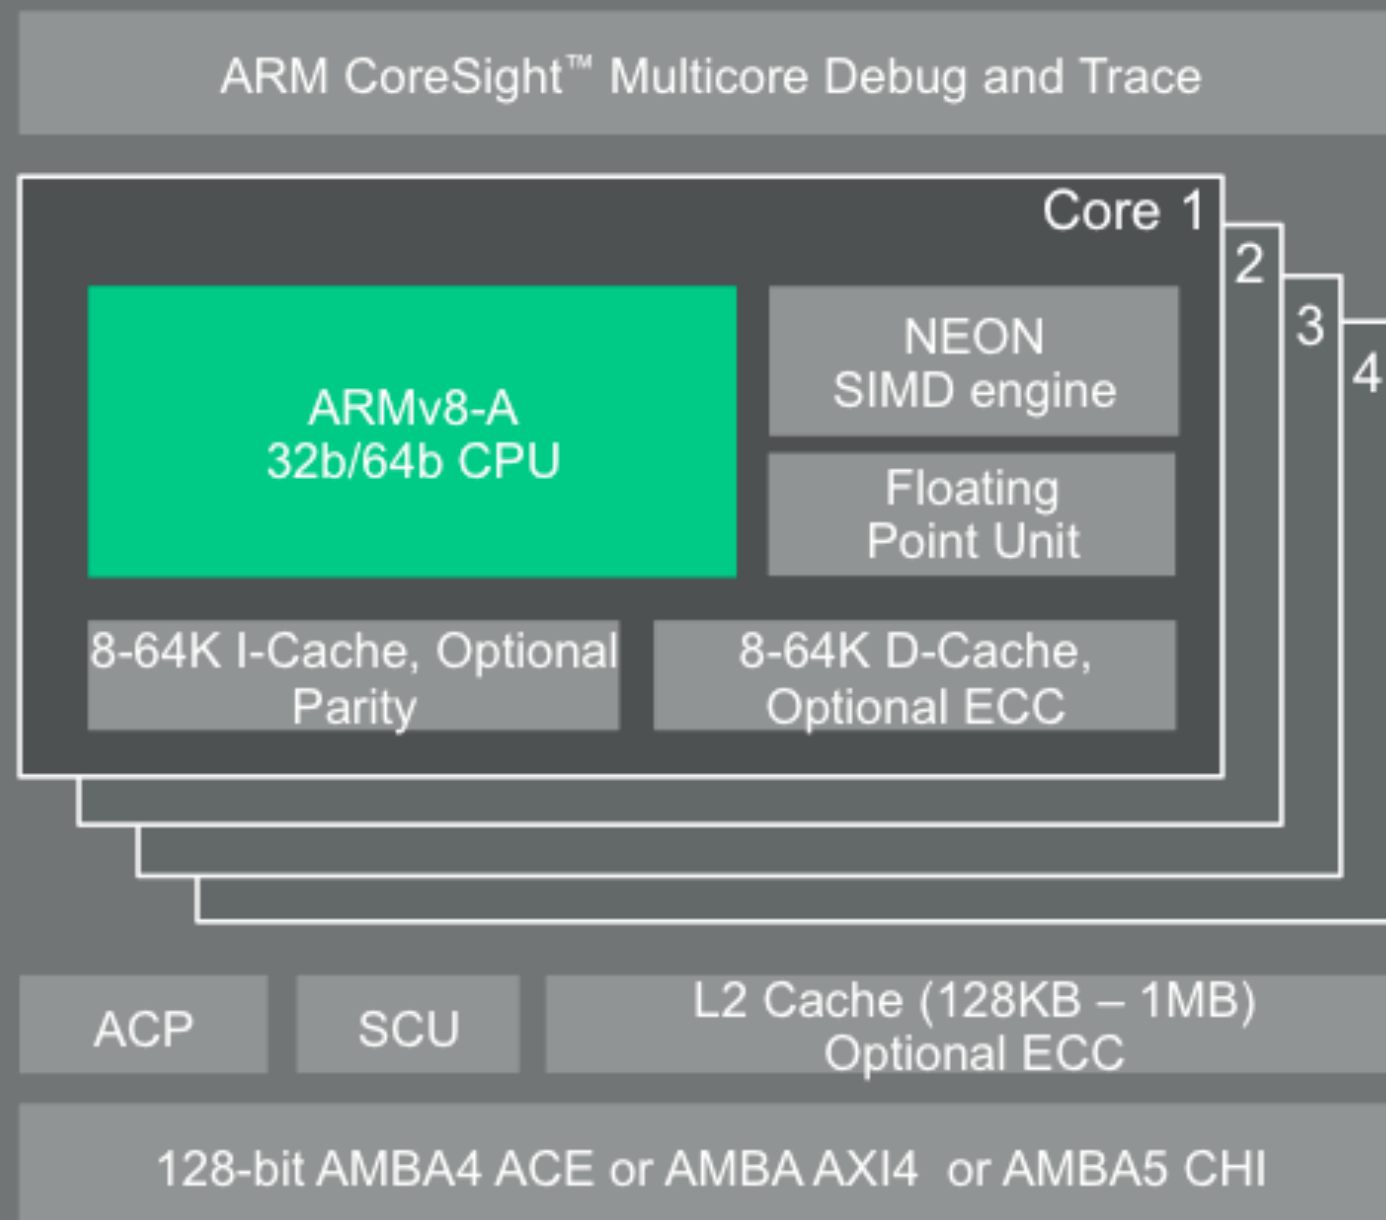 ARM CoreSight™ Multicore Debug and Trace
Core 1
2
3
4
ARMv8-A
32b/64b CPU
NEON
SIMD engine
Floating
Point Unit
8-64K I-Cache, Optional
Parity
8-64K D-Cache,
Optional ECC
ACP
SCU
L2 Cache (128KB – 1MB)
Optional ECC
128-bit AMBA4 ACE or AMBA AXI4  or AMBA5 CHI